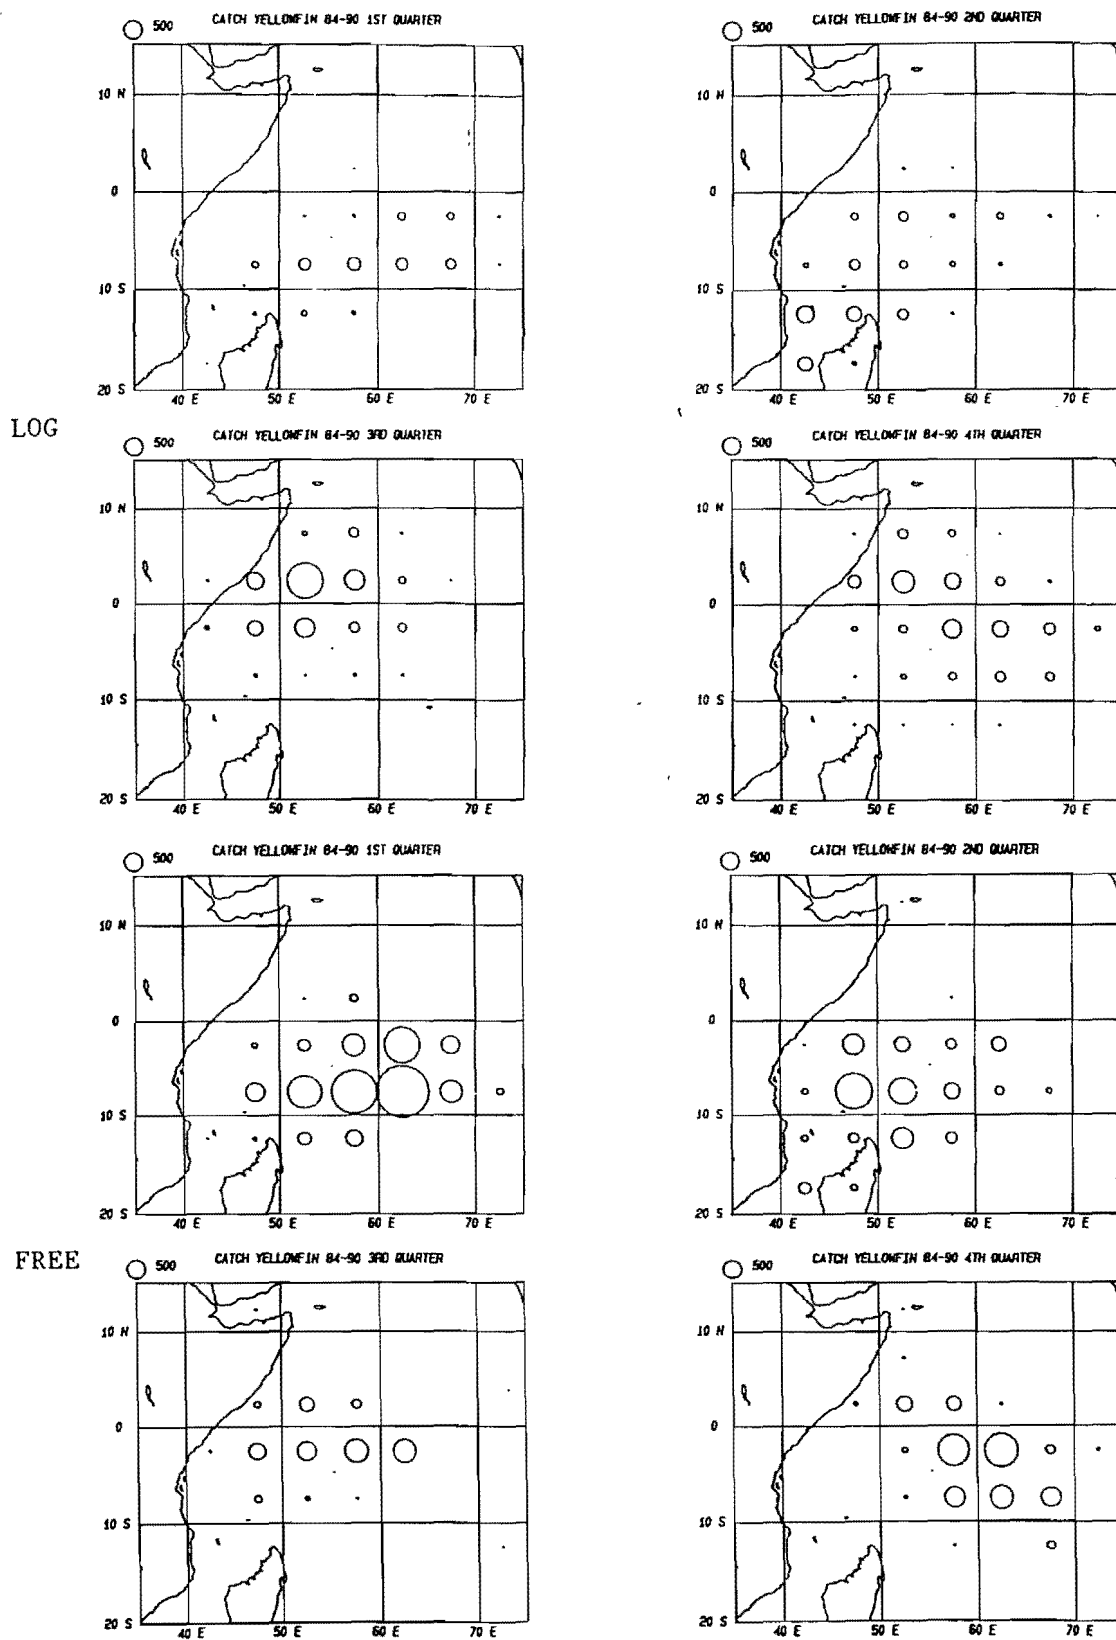 500 CATCH YELLOWFIN 84-90 1ST QUARTER
10 N
0
10 S
20 S
40 E 50 E 60 E 70 E
500 CATCH YELLOWFIN 84-90 2ND QUARTER
10 N
0
10 S
20 S
40 E 50 E 60 E 70 E
LOG
500 CATCH YELLOWFIN 84-90 3RD QUARTER
10 N
0
10 S
20 S
40 E 50 E 60 E 70 E
500 CATCH YELLOWFIN 84-90 4TH QUARTER
10 N
0
10 S
20 S
40 E 50 E 60 E 70 E
500 CATCH YELLOWFIN 84-90 1ST QUARTER
10 N
0
10 S
20 S
40 E 50 E 60 E 70 E
500 CATCH YELLOWFIN 84-90 2ND QUARTER
10 N
0
10 S
20 S
40 E 50 E 60 E 70 E
FREE
500 CATCH YELLOWFIN 84-90 3RD QUARTER
10 N
0
10 S
20 S
40 E 50 E 60 E 70 E
500 CATCH YELLOWFIN 84-90 4TH QUARTER
10 N
0
10 S
20 S
40 E 50 E 60 E 70 E